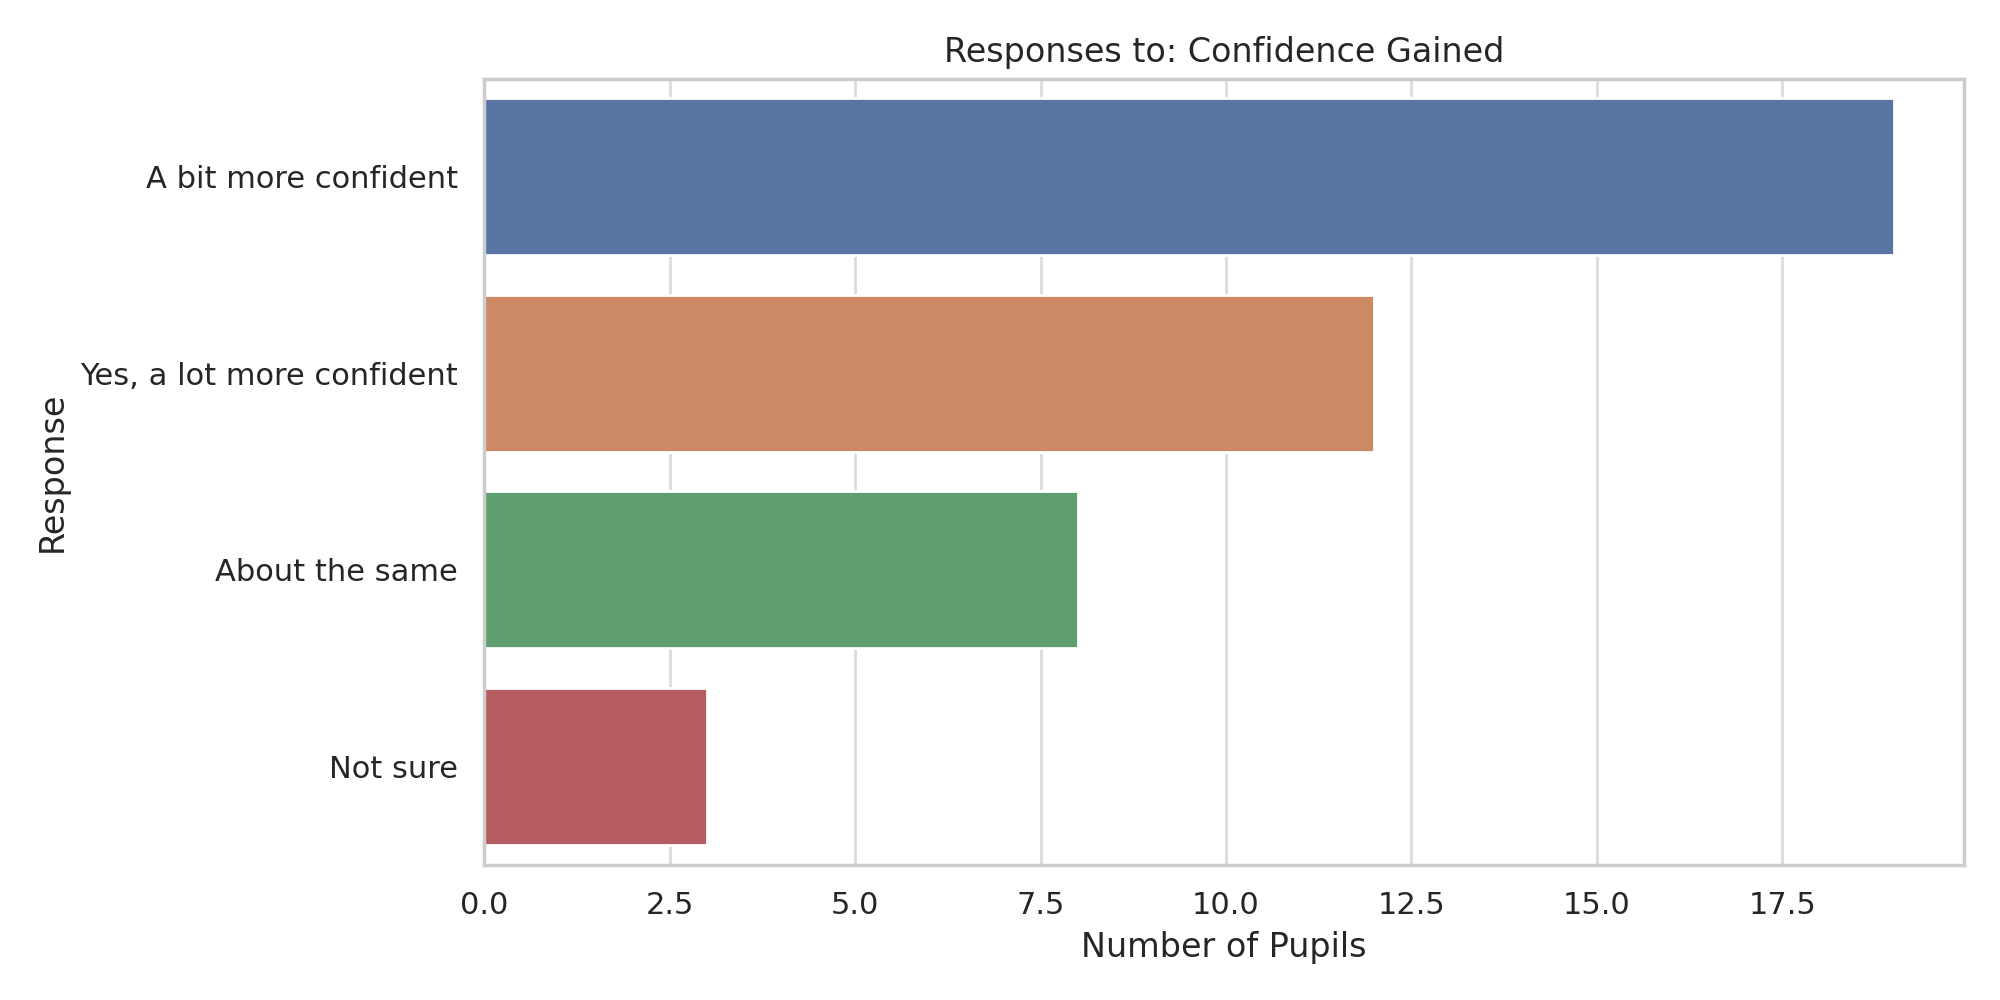 Responses to: Confidence Gained
A bit more confident
Yes, a lot more confident
About the same
Not sure
Response
0.0 2.5 5.0 7.5 10.0 12.5 15.0 17.5
Number of Pupils